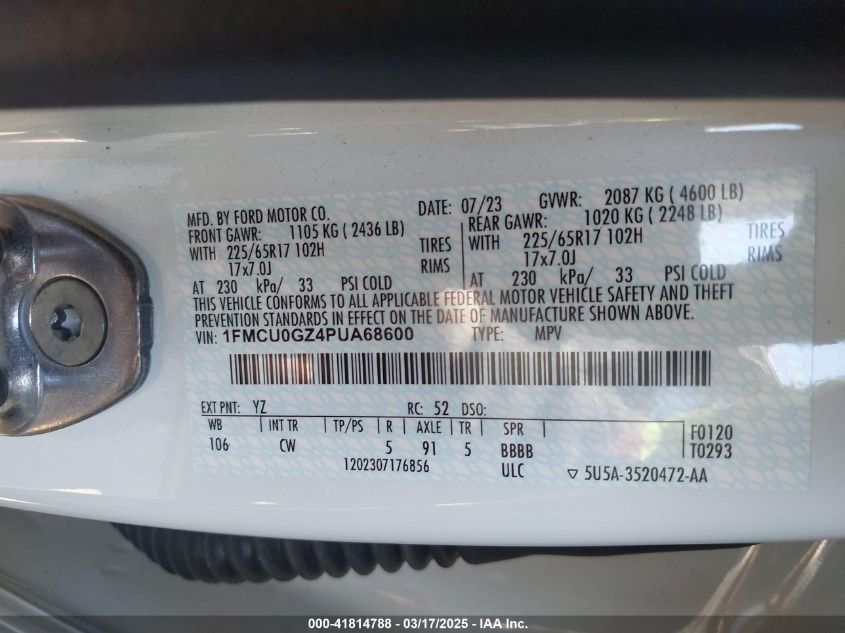 MFD. BY FORD MOTOR CO. DATE: 07/23 GVWR: 2087 KG ( 4600 LB)
FRONT GAWR: 1105 KG ( 2436 LB) REAR GAWR: 1020 KG ( 2248 LB)
WITH 225/65R17 102H TIRES WITH 225/65R17 102H TIRES
17x7.0J RIMS 17x7.0J RIMS
AT 230 kPa/ 33 PSI COLD AT 230 kPa/ 33 PSI COLD
THIS VEHICLE CONFORMS TO ALL APPLICABLE FEDERAL MOTOR VEHICLE SAFETY AND THEFT
PREVENTION STANDARDS IN EFFECT ON THE DATE OF MANUFACTURE SHOWN ABOVE.
VIN: 1FMCU0GZ4PUA68600 TYPE: MPV
EXT PNT: YZ RC: 52 DSO:
WB INT TR TP/PS R AXLE TR SPR F0120
106 CW 5 91 5 BBBB T0293
1202307176856 ULC ▽ 5U5A-3520472-AA
000-41814788 - 03/17/2025 - IAAI Inc.